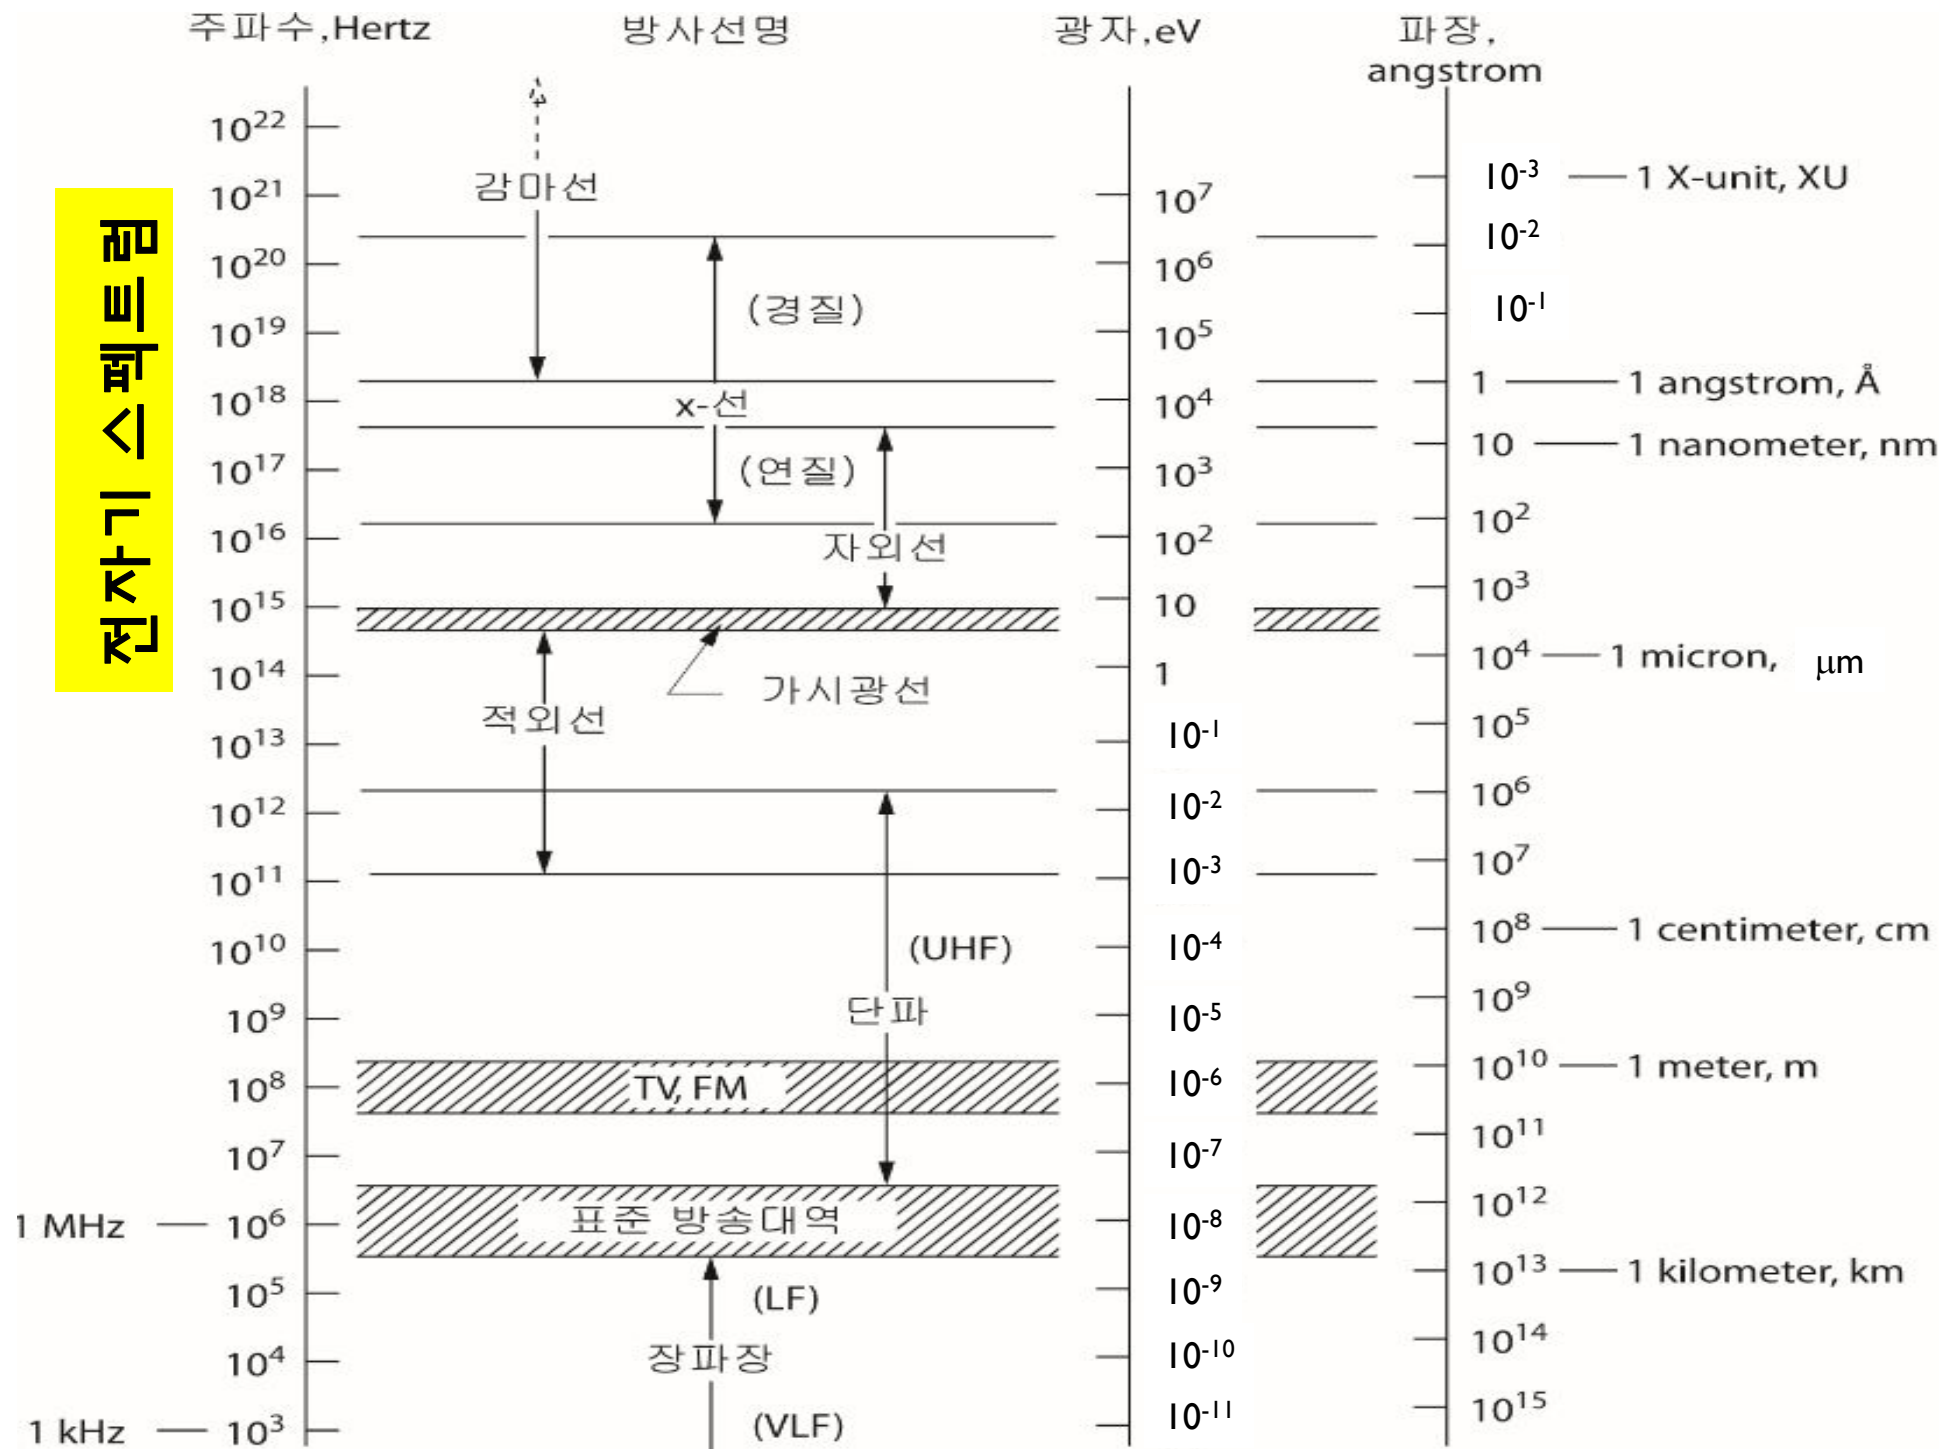 주파수,Hertz
방사선명
광자,eV
파장,
angstrom
전자기 스펙트럼
10²²
10²¹
10²⁰
10¹⁹
10¹⁸
10¹⁷
10¹⁶
10¹⁵
10¹⁴
10¹³
10¹²
10¹¹
10¹⁰
10⁹
10⁸
10⁷
1 MHz — 10⁶
10⁵
10⁴
1 kHz — 10³
감마선
(경질)
x-선
(연질)
자외선
가시광선
적외선
(UHF)
단파
TV, FM
표준 방송대역
(LF)
장파장
(VLF)
10⁷
10⁶
10⁵
10⁴
10³
10²
10
1
10⁻¹
10⁻²
10⁻³
10⁻⁴
10⁻⁵
10⁻⁶
10⁻⁷
10⁻⁸
10⁻⁹
10⁻¹⁰
10⁻¹¹
10⁻³ — 1 X-unit, XU
10⁻²
10⁻¹
1 — 1 angstrom, Å
10 — 1 nanometer, nm
10²
10³
10⁴ — 1 micron, μm
10⁵
10⁶
10⁷
10⁸ — 1 centimeter, cm
10⁹
10¹⁰ — 1 meter, m
10¹¹
10¹²
10¹³ — 1 kilometer, km
10¹⁴
10¹⁵